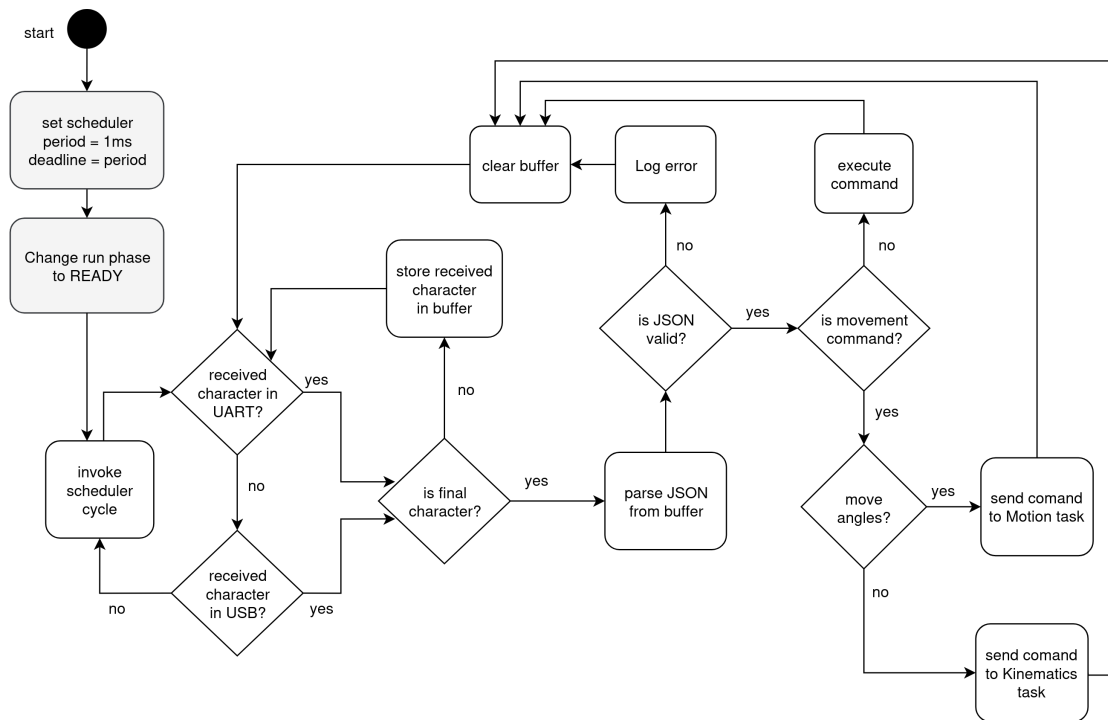 start
set scheduler
period = 1ms
deadline = period
Change run phase
to READY
invoke
scheduler
cycle
received
character in
UART?
yes
no
received
character
in USB?
no
yes
store received
character
in buffer
no
is final
character?
yes
parse JSON
from buffer
clear buffer
Log error
no
is JSON
valid?
yes
execute
command
no
is movement
command?
yes
move
angles?
yes
send comand
to Motion task
no
send comand
to Kinematics
task